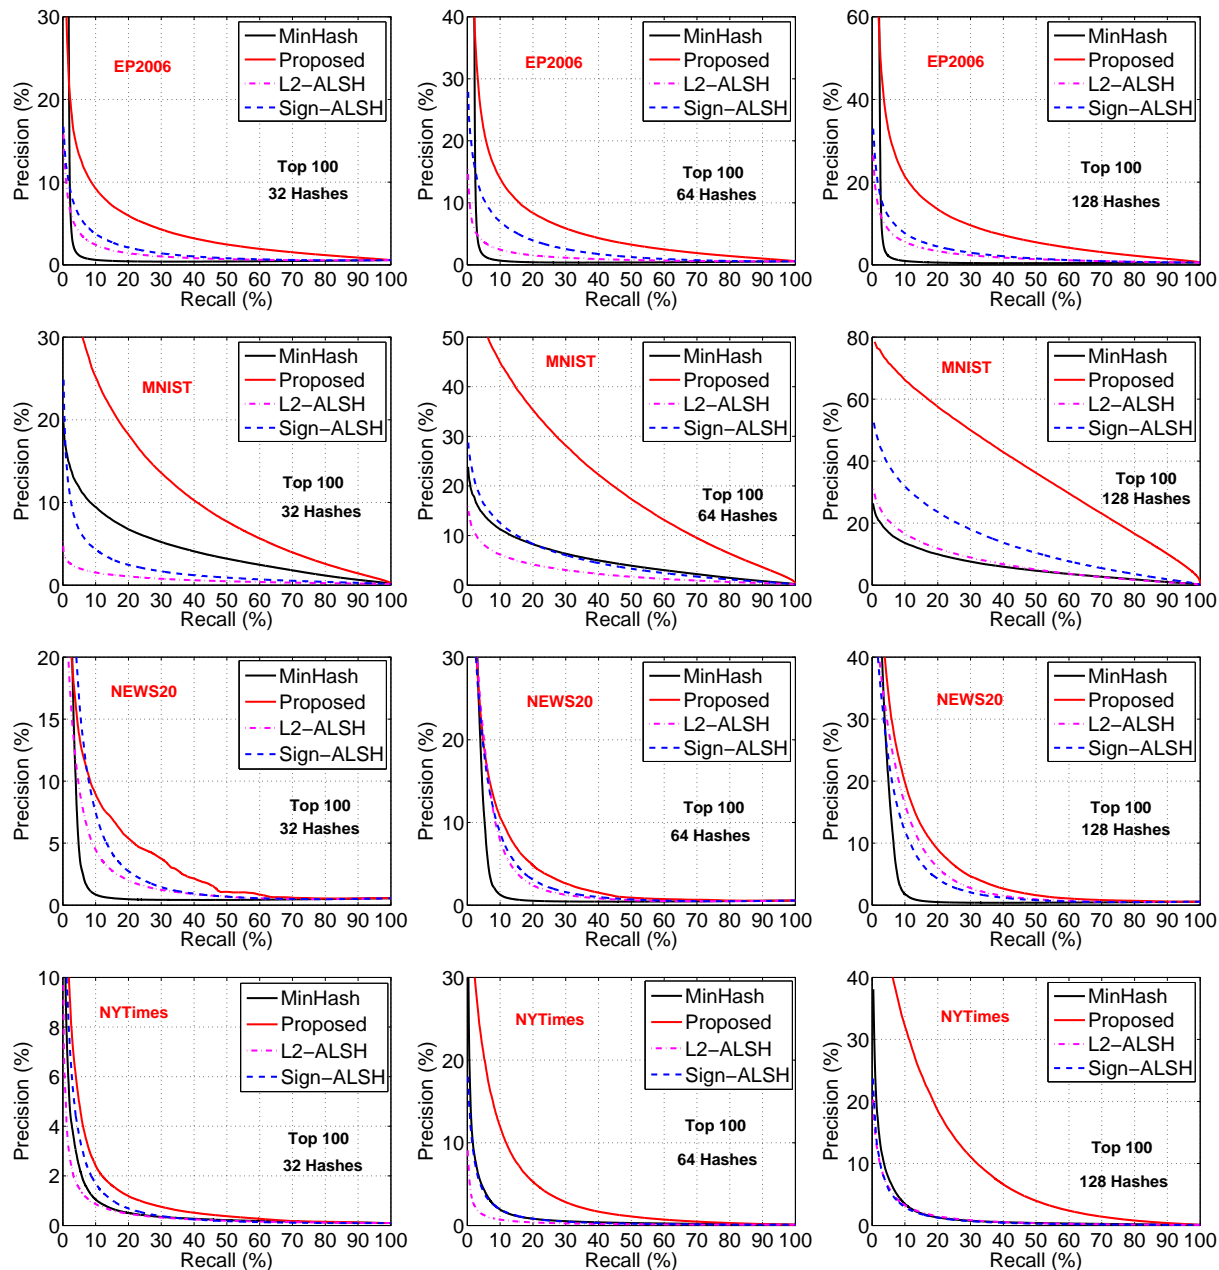 30
20
10
0
0 10 20 30 40 50 60 70 80 90 100
Recall (%)
Precision (%)
EP2006
MinHash
Proposed
L2−ALSH
Sign−ALSH
Top 100
32 Hashes
40
30
20
10
0
0 10 20 30 40 50 60 70 80 90 100
Recall (%)
Precision (%)
EP2006
MinHash
Proposed
L2−ALSH
Sign−ALSH
Top 100
64 Hashes
60
40
20
0
0 10 20 30 40 50 60 70 80 90 100
Recall (%)
Precision (%)
EP2006
MinHash
Proposed
L2−ALSH
Sign−ALSH
Top 100
128 Hashes
30
20
10
0
0 10 20 30 40 50 60 70 80 90 100
Recall (%)
Precision (%)
MNIST
MinHash
Proposed
L2−ALSH
Sign−ALSH
Top 100
32 Hashes
50
40
30
20
10
0
0 10 20 30 40 50 60 70 80 90 100
Recall (%)
Precision (%)
MNIST
MinHash
Proposed
L2−ALSH
Sign−ALSH
Top 100
64 Hashes
80
60
40
20
0
0 10 20 30 40 50 60 70 80 90 100
Recall (%)
Precision (%)
MNIST
MinHash
Proposed
L2−ALSH
Sign−ALSH
Top 100
128 Hashes
20
15
10
5
0
0 10 20 30 40 50 60 70 80 90 100
Recall (%)
Precision (%)
NEWS20
MinHash
Proposed
L2−ALSH
Sign−ALSH
Top 100
32 Hashes
30
20
10
0
0 10 20 30 40 50 60 70 80 90 100
Recall (%)
Precision (%)
NEWS20
MinHash
Proposed
L2−ALSH
Sign−ALSH
Top 100
64 Hashes
40
30
20
10
0
0 10 20 30 40 50 60 70 80 90 100
Recall (%)
Precision (%)
NEWS20
MinHash
Proposed
L2−ALSH
Sign−ALSH
Top 100
128 Hashes
10
8
6
4
2
0
0 10 20 30 40 50 60 70 80 90 100
Recall (%)
Precision (%)
NYTimes
MinHash
Proposed
L2−ALSH
Sign−ALSH
Top 100
32 Hashes
30
20
10
0
0 10 20 30 40 50 60 70 80 90 100
Recall (%)
Precision (%)
NYTimes
MinHash
Proposed
L2−ALSH
Sign−ALSH
Top 100
64 Hashes
40
30
20
10
0
0 10 20 30 40 50 60 70 80 90 100
Recall (%)
Precision (%)
NYTimes
MinHash
Proposed
L2−ALSH
Sign−ALSH
Top 100
128 Hashes